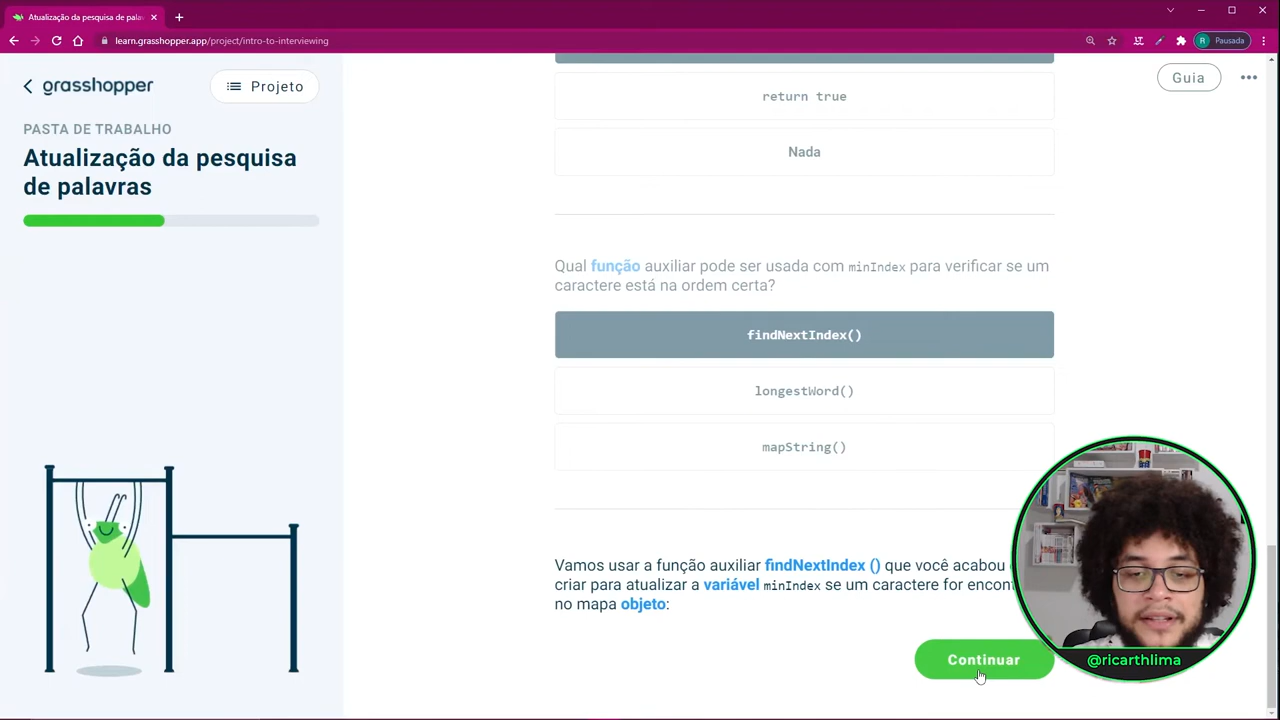 Atualização da pesquisa de pala
learn.grasshopper.app/project/intro-to-interviewing
LT
R
Pausada
grasshopper
Projeto
Guia
PASTA DE TRABALHO
Atualização da pesquisa
de palavras
return true
Nada
Qual função auxiliar pode ser usada com minIndex para verificar se um
caractere está na ordem certa?
findNextIndex()
longestWord()
mapString()
Vamos usar a função auxiliar findNextIndex () que você acabou
criar para atualizar a variável minIndex se um caractere for encont
no mapa objeto:
Continuar
@ricarthlima